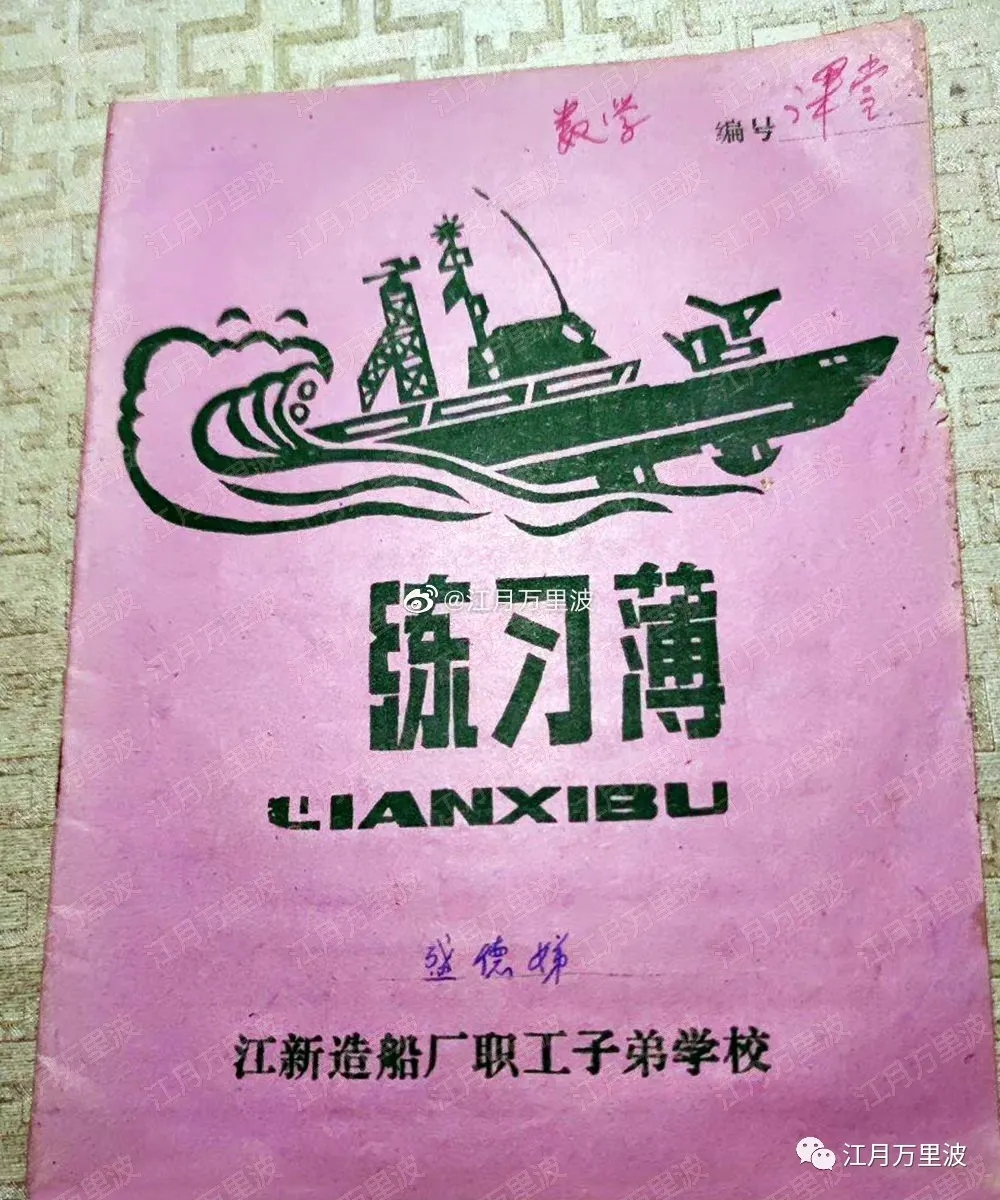 数学 编号 课堂
练习薄
@江月万里波
LIANXIBU
盛德娣
江新造船厂职工子弟学校
江月万里波